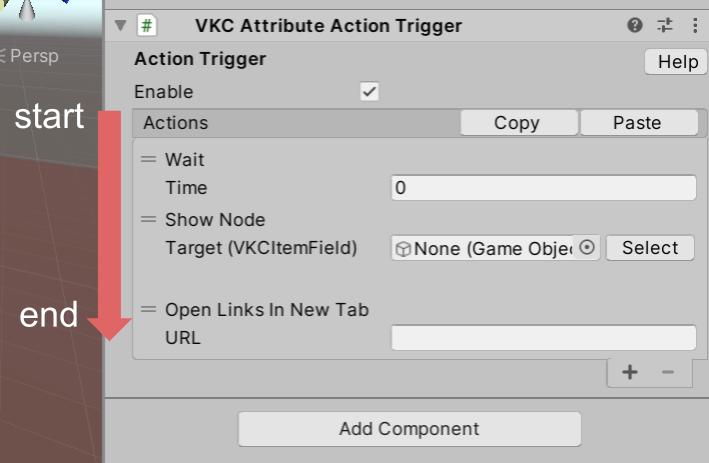 # VKC Attribute Action Trigger
Persp
Action Trigger
Help
Enable
start
Actions Copy Paste
Wait
Time 0
Show Node
Target (VKCItemField) None (Game Objec Select
end
Open Links In New Tab
URL
+ −
Add Component